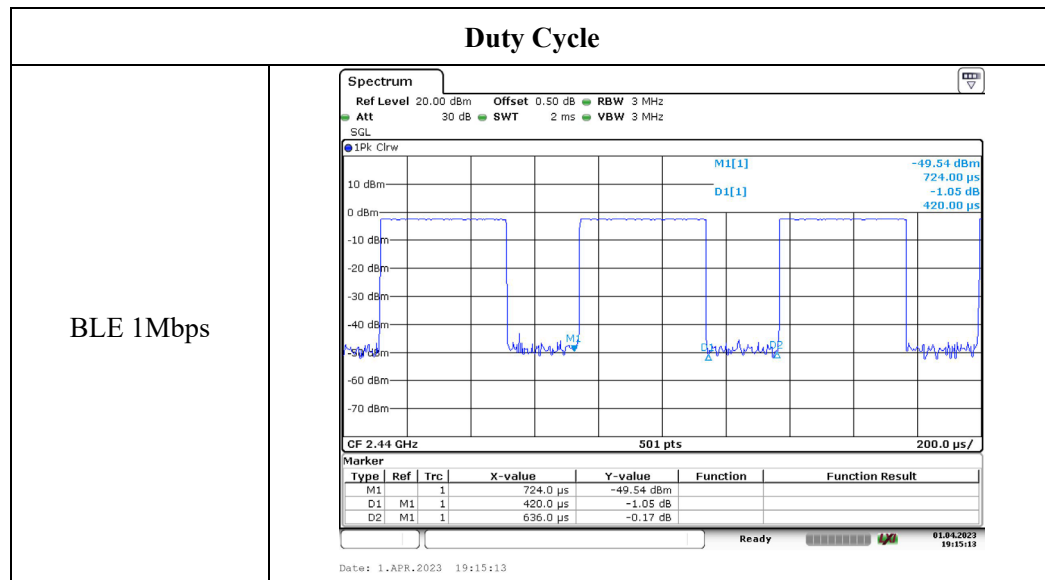 Duty Cycle
BLE 1Mbps
Spectrum
Ref Level 20.00 dBm Offset 0.50 dB RBW 3 MHz
Att 30 dB SWT 2 ms VBW 3 MHz
SGL
1Pk Clrw
M1[1] -49.54 dBm
724.00 µs
D1[1] -1.05 dB
420.00 µs
10 dBm
0 dBm
-10 dBm
-20 dBm
-30 dBm
-40 dBm
M1
D1 D2
-50 dBm
-60 dBm
-70 dBm
CF 2.44 GHz 501 pts 200.0 µs/
Marker
Type Ref Trc X-value Y-value Function Function Result
M1 1 724.0 µs -49.54 dBm
D1 M1 1 420.0 µs -1.05 dB
D2 M1 1 636.0 µs -0.17 dB
Ready LXI 01.04.2023
19:15:13
Date: 1.APR.2023 19:15:13